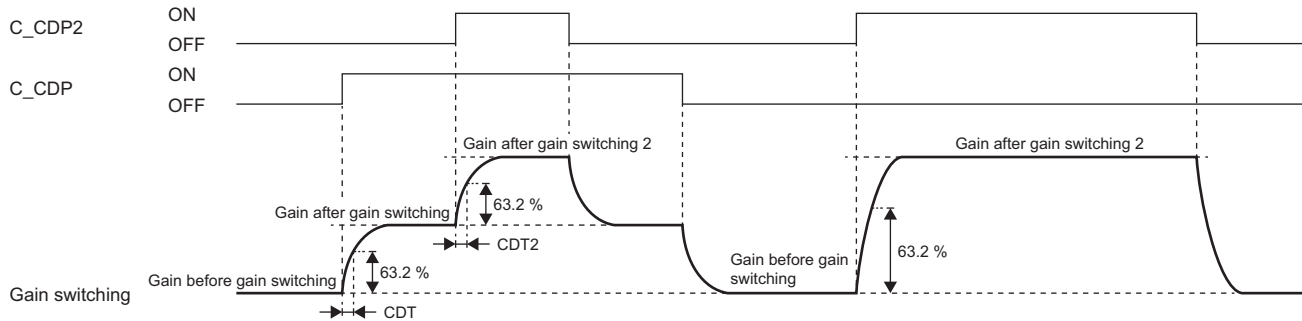 C_CDP2
ON
OFF
C_CDP
ON
OFF
Gain after gain switching 2
Gain after gain switching 2
63.2 %
Gain after gain switching
CDT2
63.2 %
Gain before gain
switching
Gain before gain switching
63.2 %
Gain switching
CDT